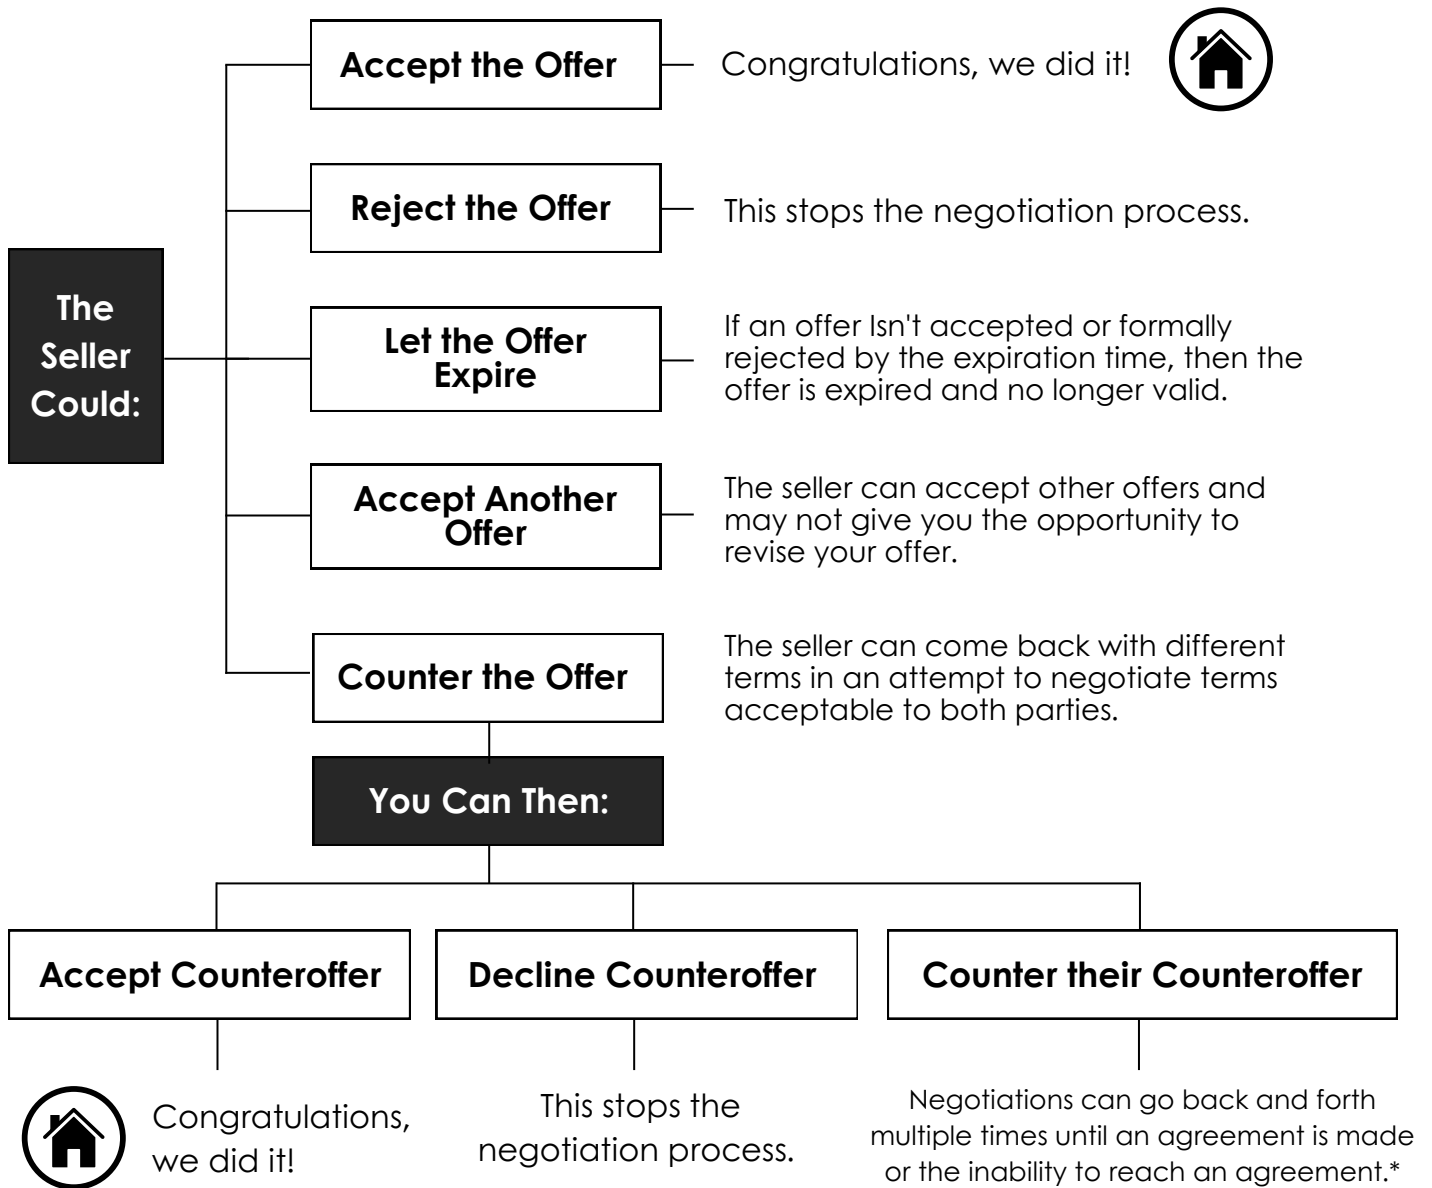 Accept the Offer
Congratulations, we did it!
Reject the Offer
This stops the negotiation process.
The
Seller
Could:
Let the Offer
Expire
If an offer Isn't accepted or formally
rejected by the expiration time, then the
offer is expired and no longer valid.
Accept Another
Offer
The seller can accept other offers and
may not give you the opportunity to
revise your offer.
Counter the Offer
The seller can come back with different
terms in an attempt to negotiate terms
acceptable to both parties.
You Can Then:
Accept Counteroffer
Decline Counteroffer
Counter their Counteroffer
Congratulations,
we did it!
This stops the
negotiation process.
Negotiations can go back and forth
multiple times until an agreement is made
or the inability to reach an agreement.*